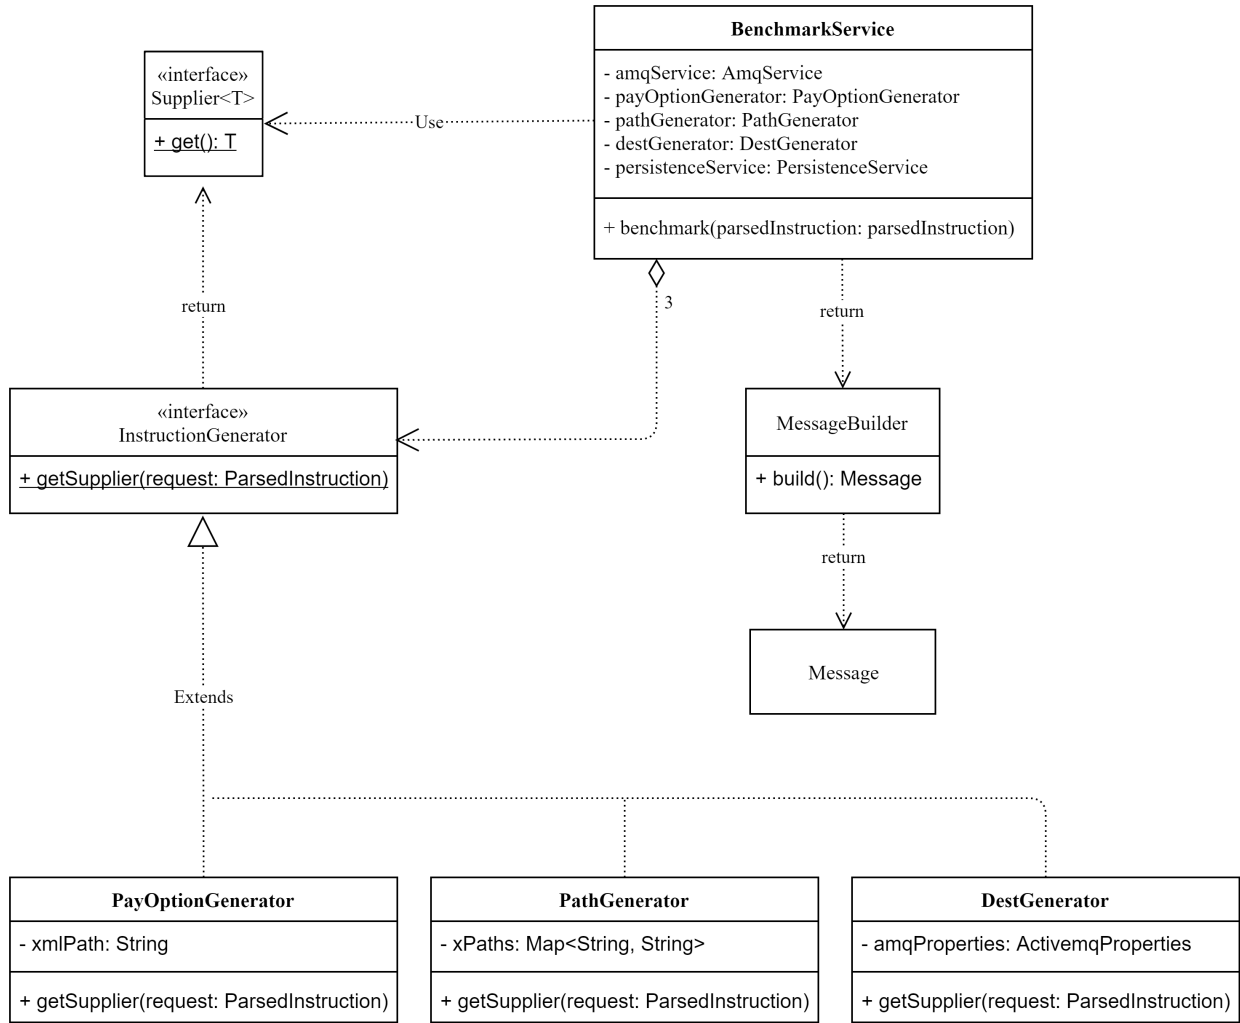 BenchmarkService
- amqService: AmqService
- payOptionGenerator: PayOptionGenerator
- pathGenerator: PathGenerator
- destGenerator: DestGenerator
- persistenceService: PersistenceService
+ benchmark(parsedInstruction: parsedInstruction)
«interface»
Supplier<T>
+ get(): T
Use
return
3
return
«interface»
InstructionGenerator
+ getSupplier(request: ParsedInstruction)
MessageBuilder
+ build(): Message
return
Message
Extends
PayOptionGenerator
- xmlPath: String
+ getSupplier(request: ParsedInstruction)
PathGenerator
- xPaths: Map<String, String>
+ getSupplier(request: ParsedInstruction)
DestGenerator
- amqProperties: ActivemqProperties
+ getSupplier(request: ParsedInstruction)